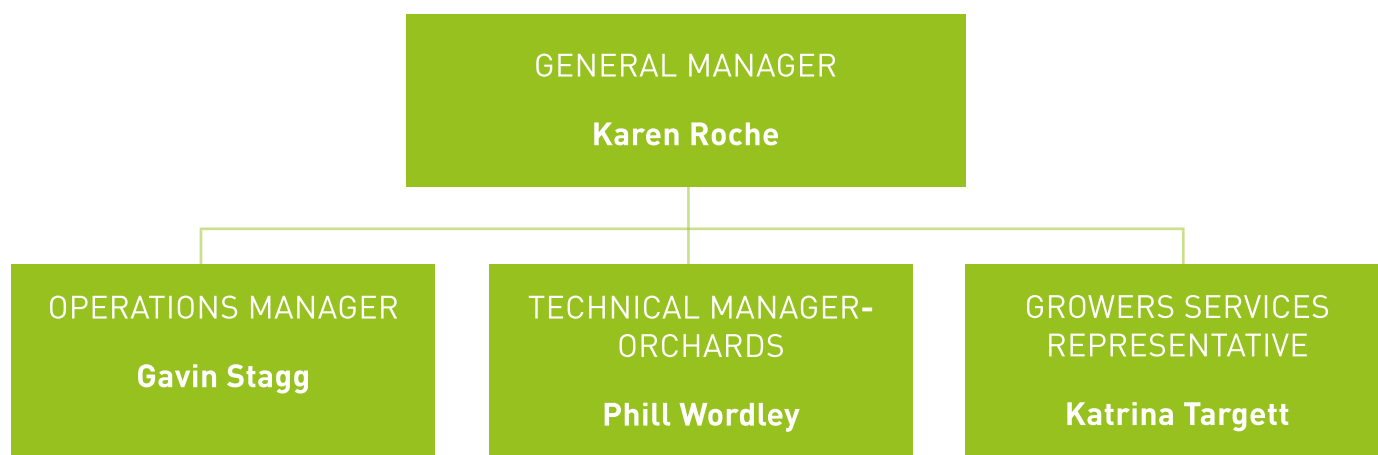 GENERAL MANAGER
Karen Roche
OPERATIONS MANAGER
Gavin Stagg
TECHNICAL MANAGER-
ORCHARDS
Phill Wordley
GROWERS SERVICES
REPRESENTATIVE
Katrina Targett